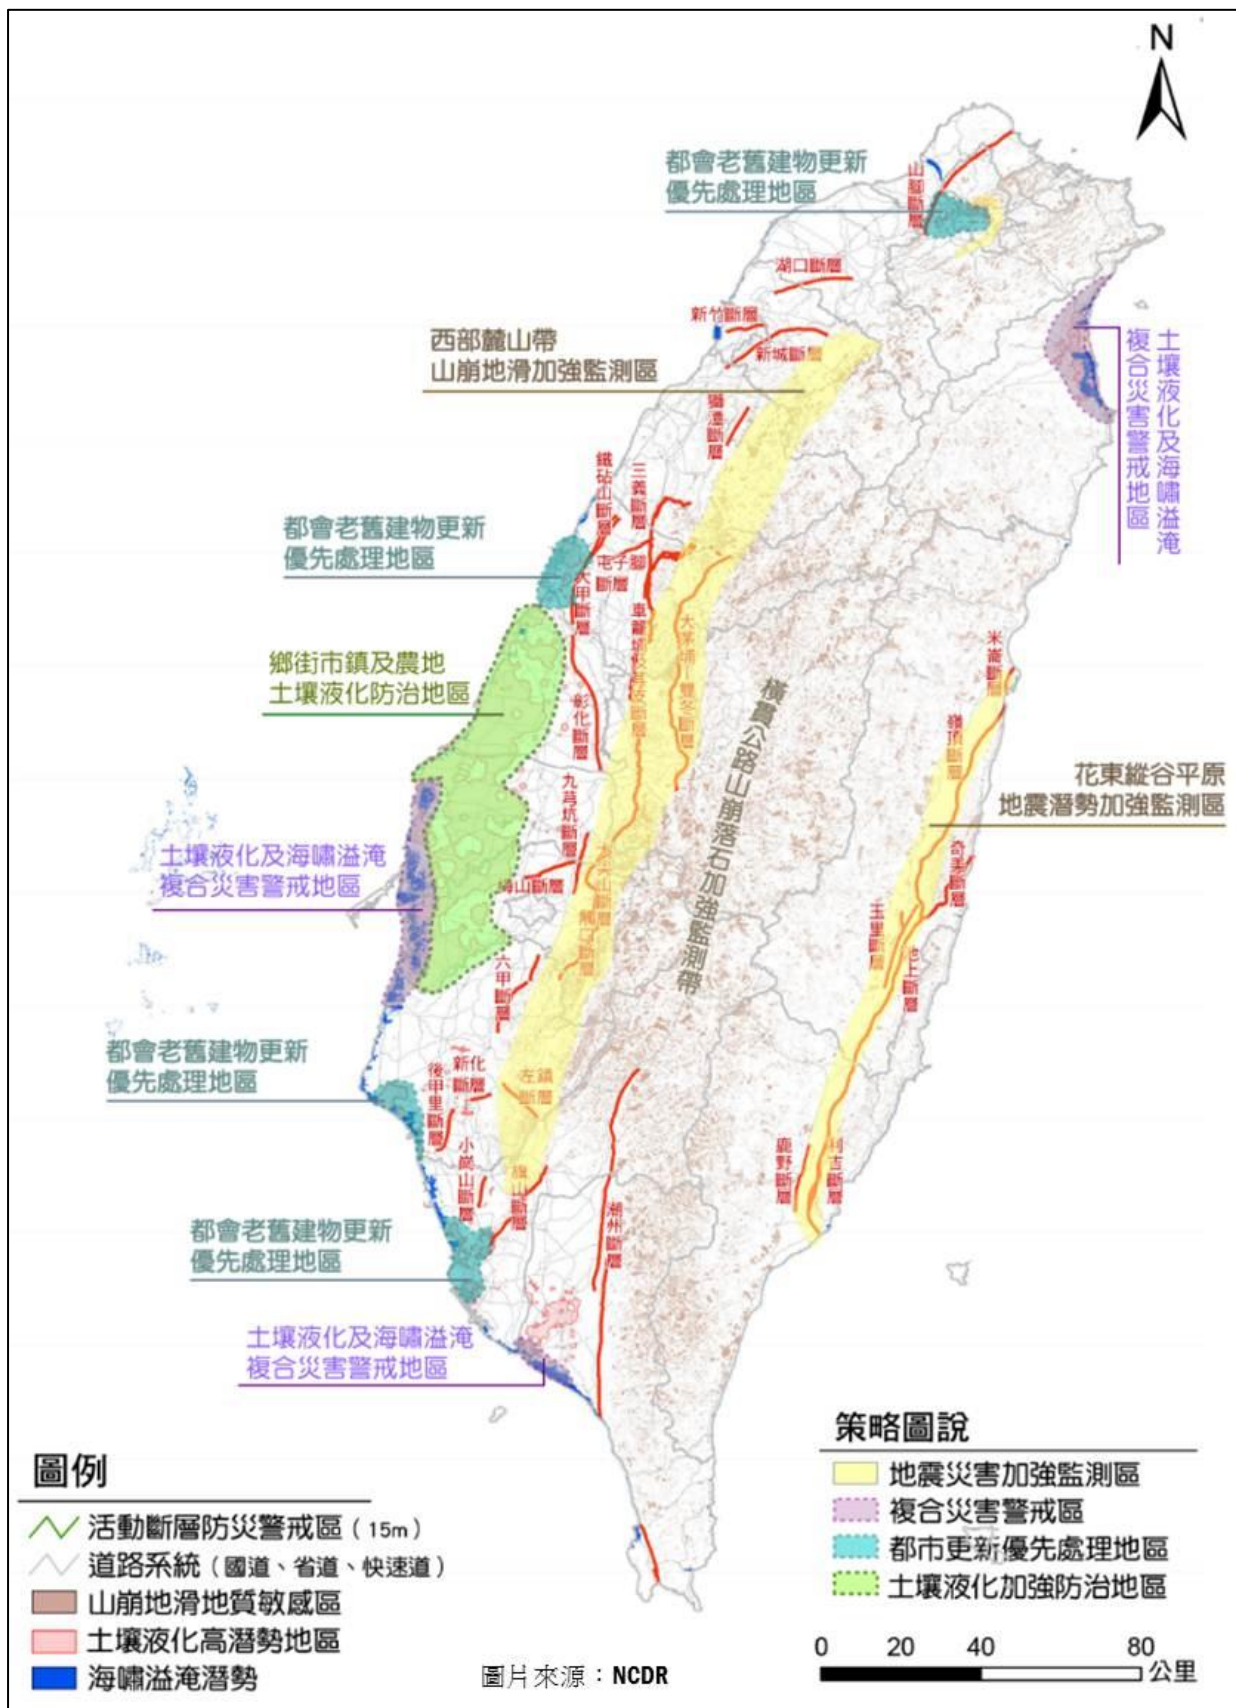 N
都會老舊建物更新
優先處理地區
山腳斷層
湖口斷層
新竹斷層
新城斷層
西部麓山帶
山崩地滑加強監測區
獅潭斷層
土壤液化及海嘯溢淹
複合災害警戒地區
鐵砧山斷層
三義斷層
都會老舊建物更新
優先處理地區
屯子腳
斷層
大甲斷層
車籠埔
大茅埔—雙冬斷層
米崙斷層
鄉街市鎮及農地
土壤液化防治地區
彰化斷層
橫貫公路山崩落石加強監測帶
嶺頂斷層
花東縱谷平原
地震潛勢加強監測區
九芎坑斷層
奇美斷層
土壤液化及海嘯溢淹
複合災害警戒地區
梅山斷層
大尖山斷層
觸口斷層
玉里斷層
池上斷層
六甲斷層
都會老舊建物更新
優先處理地區
新化
斷層
後甲里斷層
左鎮
斷層
小崗山斷層
旗山斷層
鹿野斷層
利吉斷層
潮州斷層
都會老舊建物更新
優先處理地區
土壤液化及海嘯溢淹
複合災害警戒地區
圖例
活動斷層防災警戒區（15m）
道路系統（國道、省道、快速道）
山崩地滑地質敏感區
土壤液化高潛勢地區
海嘯溢淹潛勢
策略圖說
地震災害加強監測區
複合災害警戒區
都市更新優先處理地區
土壤液化加強防治地區
0 20 40 80
公里
圖片來源：NCDR